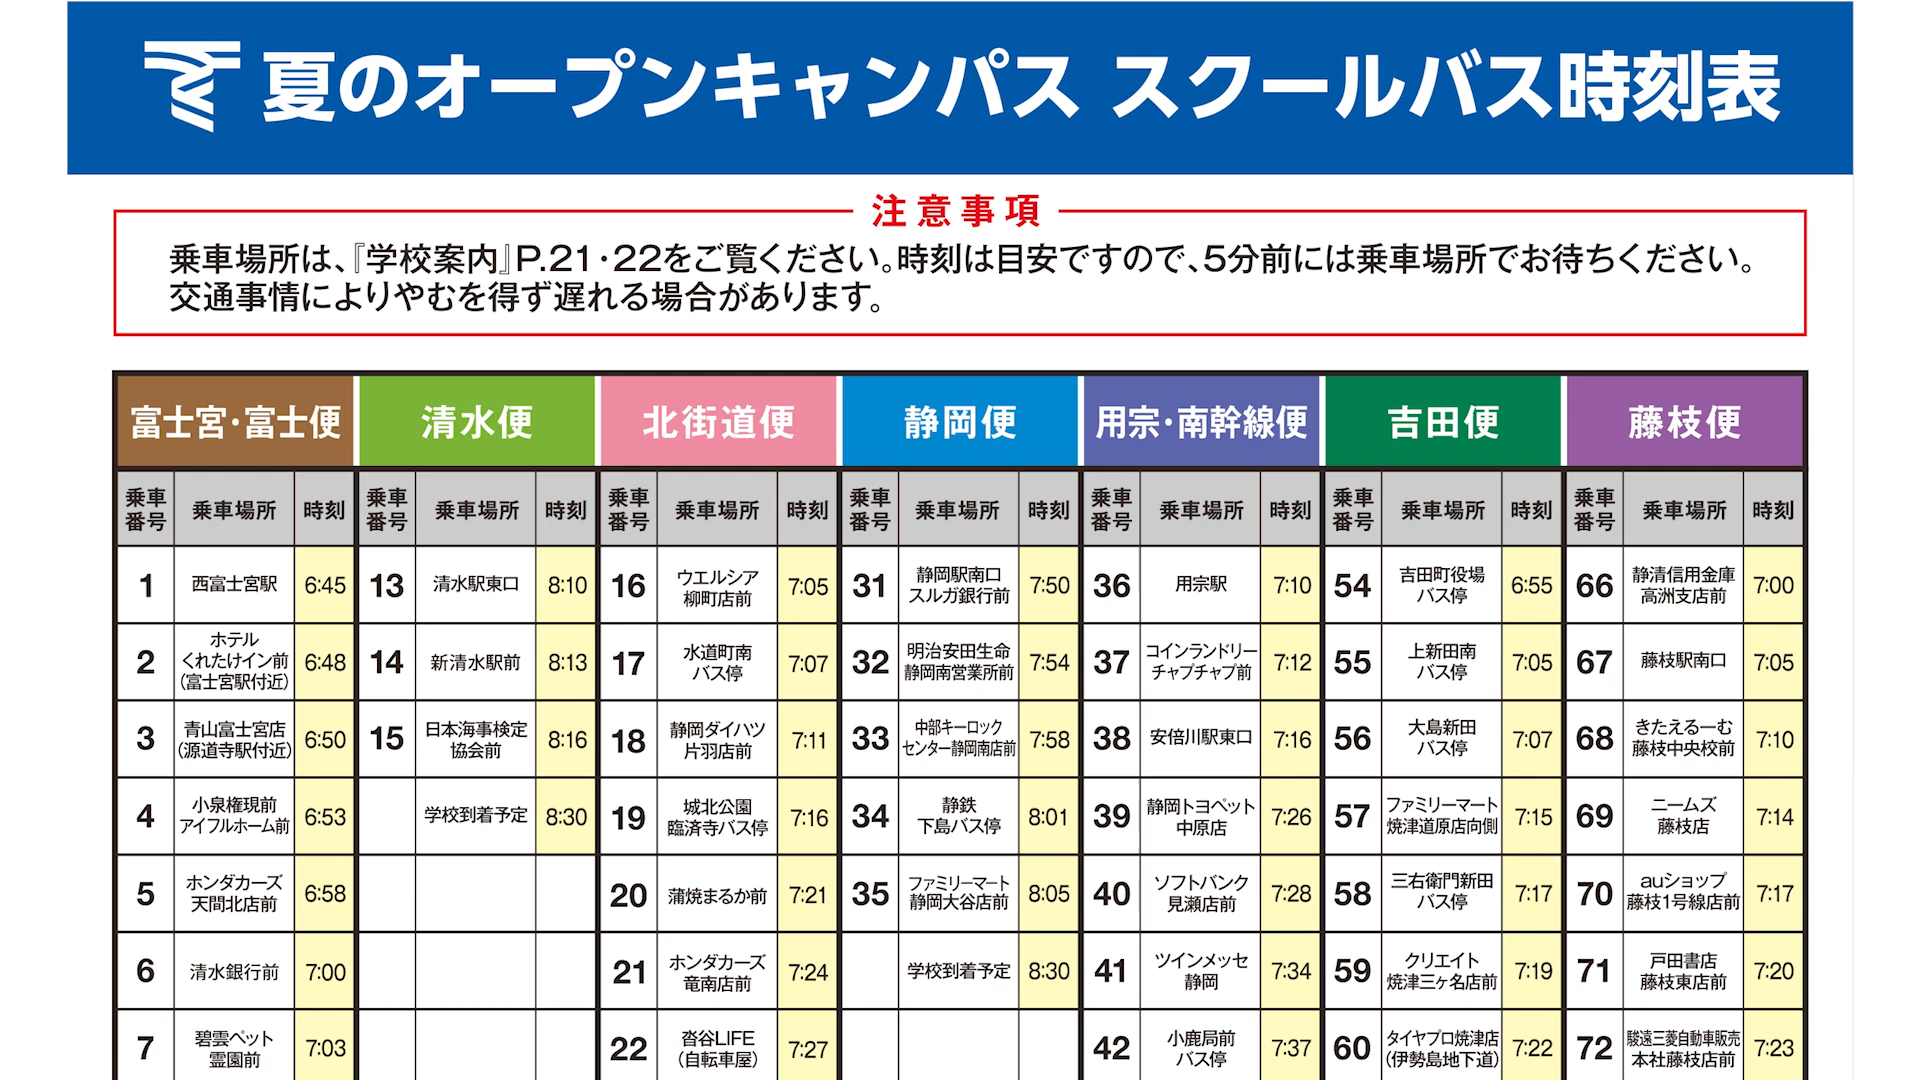 夏のオープンキャンパス スクールバス時刻表
注意事項
乗車場所は、『学校案内』P.21・22をご覧ください。時刻は目安ですので、5分前には乗車場所でお待ちください。
交通事情によりやむを得ず遅れる場合があります。
富士宮・富士便 清水便 北街道便 静岡便 用宗・南幹線便 吉田便 藤枝便
乗車番号 乗車場所 時刻 乗車番号 乗車場所 時刻 乗車番号 乗車場所 時刻 乗車番号 乗車場所 時刻 乗車番号 乗車場所 時刻 乗車番号 乗車場所 時刻 乗車番号 乗車場所 時刻
1 西富士宮駅 6:45 13 清水駅東口 8:10 16 ウエルシア柳町店前 7:05 31 静岡駅南口スルガ銀行前 7:50 36 用宗駅 7:10 54 吉田町役場バス停 6:55 66 静清信用金庫高洲支店前 7:00
2 ホテルくれたけイン前(富士宮駅付近) 6:48 14 新清水駅前 8:13 17 水道町南バス停 7:07 32 明治安田生命静岡南営業所前 7:54 37 コインランドリーチャプチャプ前 7:12 55 上新田南バス停 7:05 67 藤枝駅南口 7:05
3 青山富士宮店(源道寺駅付近) 6:50 15 日本海事検定協会前 8:16 18 静岡ダイハツ片羽店前 7:11 33 中部キーロックセンター静岡南店前 7:58 38 安倍川駅東口 7:16 56 大島新田バス停 7:07 68 きたえるーむ藤枝中央校前 7:10
4 小泉権現前アイフルホーム前 6:53 学校到着予定 8:30 19 城北公園臨済寺バス停 7:16 34 静鉄下島バス停 8:01 39 静岡トヨペット中原店 7:26 57 ファミリーマート焼津道原店向側 7:15 69 ニームズ藤枝店 7:14
5 ホンダカーズ天間北店前 6:58 20 蒲焼まるか前 7:21 35 ファミリーマート静岡大谷店前 8:05 40 ソフトバンク見瀬店前 7:28 58 三右衛門新田バス停 7:17 70 auショップ藤枝1号線店前 7:17
6 清水銀行前 7:00 21 ホンダカーズ竜南店前 7:24 学校到着予定 8:30 41 ツインメッセ静岡 7:34 59 クリエイト焼津三ヶ名店前 7:19 71 戸田書店藤枝東店前 7:20
7 碧雲ペット霊園前 7:03 22 沓谷LIFE(自転車屋) 7:27 42 小鹿局前バス停 7:37 60 タイヤプロ焼津店(伊勢島地下道) 7:22 72 駿遠三菱自動車販売本社藤枝店前 7:23